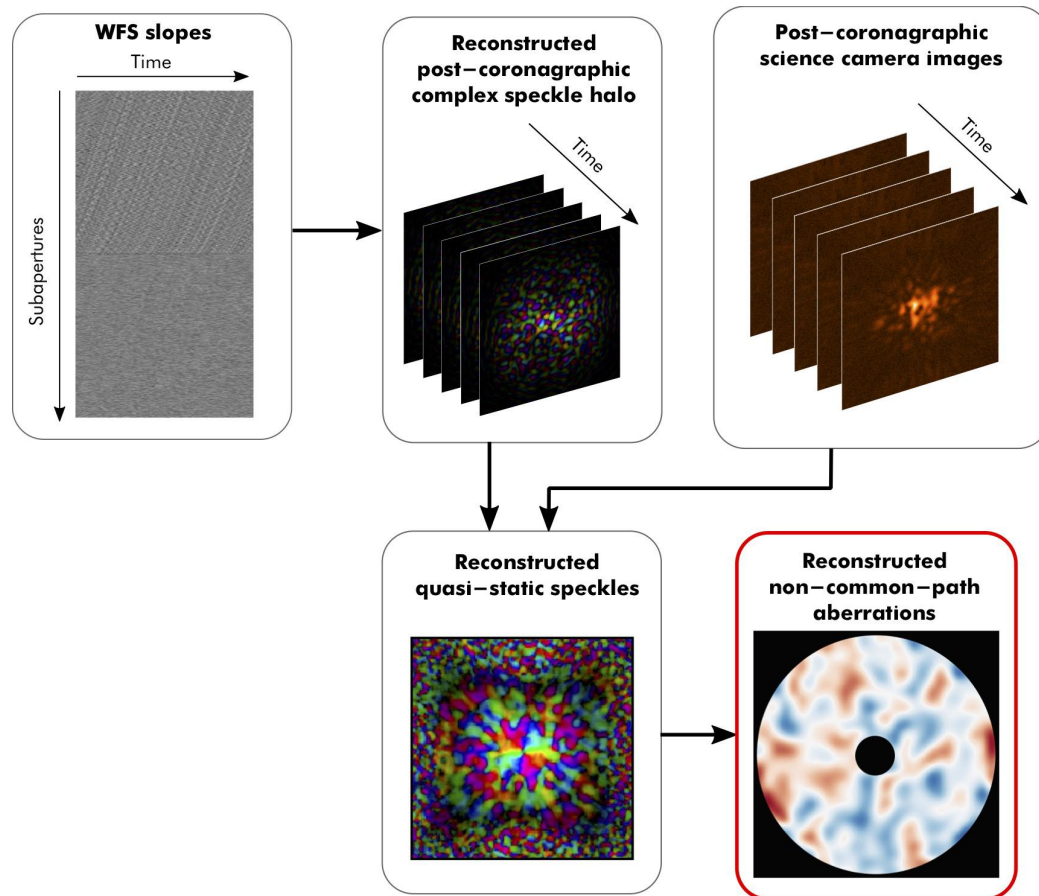 WFS slopes
Time
Subapertures
Reconstructed
post–coronagraphic
complex speckle halo
Time
Post–coronagraphic
science camera images
Time
Reconstructed
quasi–static speckles
Reconstructed
non–common–path
aberrations